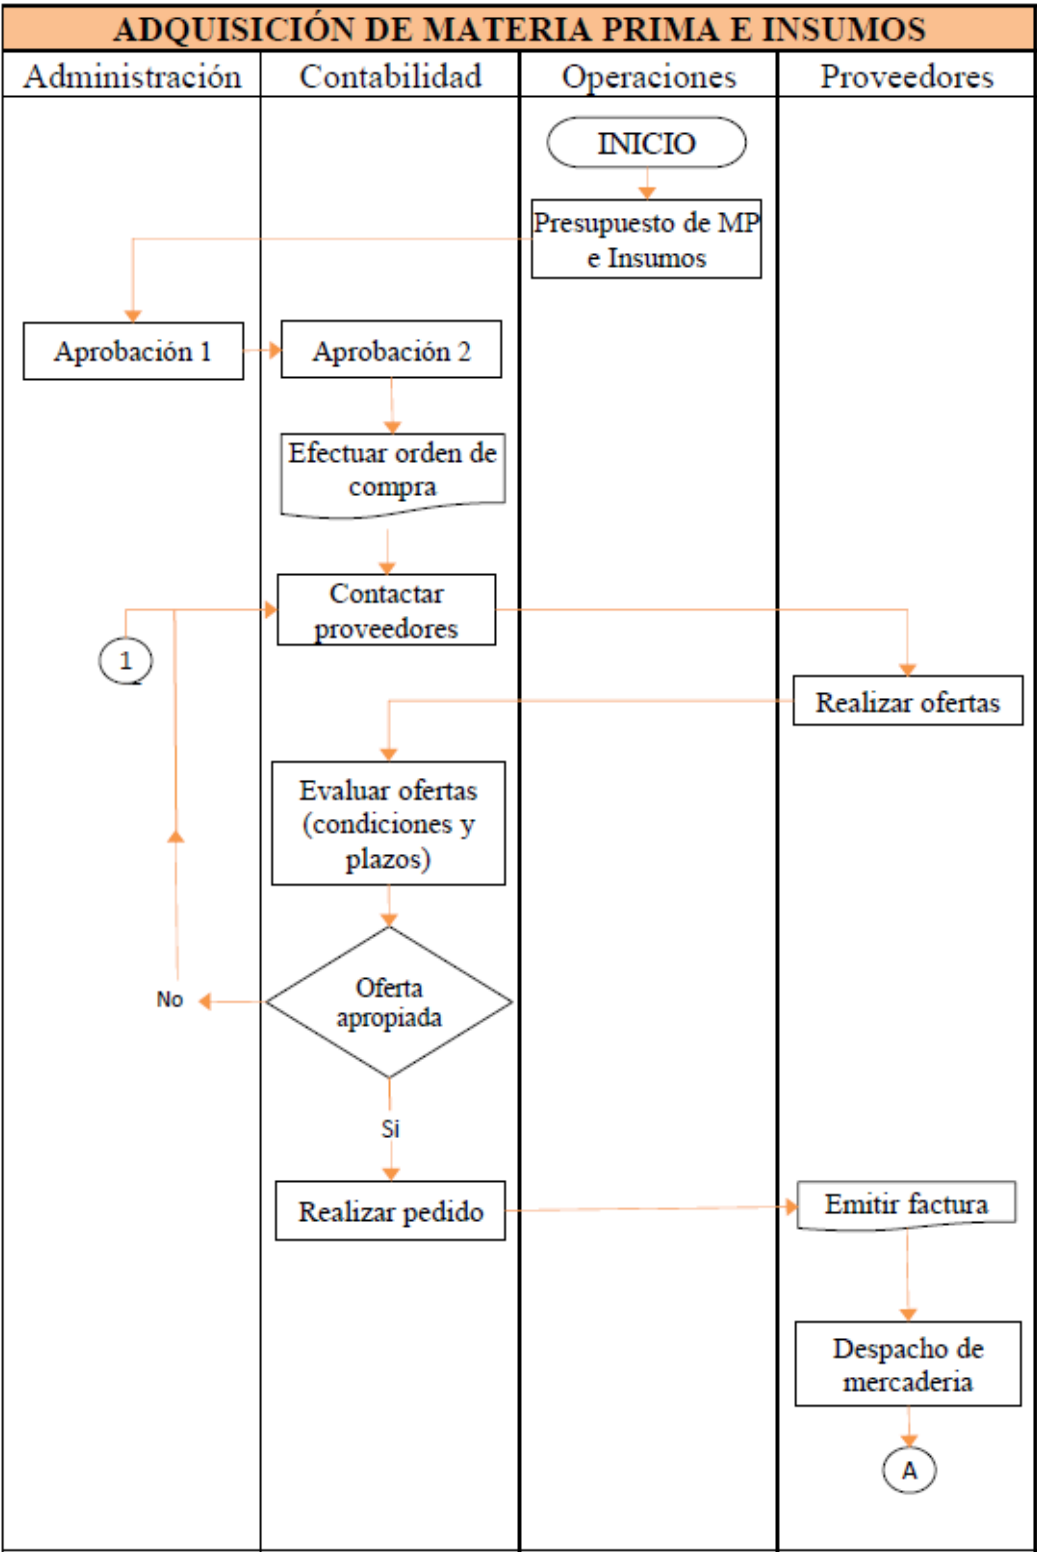 ADQUISICIÓN DE MATERIA PRIMA E INSUMOS
Administración
Contabilidad
Operaciones
Proveedores
INICIO
Presupuesto de MP
e Insumos
Aprobación 1
Aprobación 2
Efectuar orden de
compra
Contactar
proveedores
1
Realizar ofertas
Evaluar ofertas
(condiciones y
plazos)
Oferta
apropiada
No
Si
Realizar pedido
Emitir factura
Despacho de
mercaderia
A